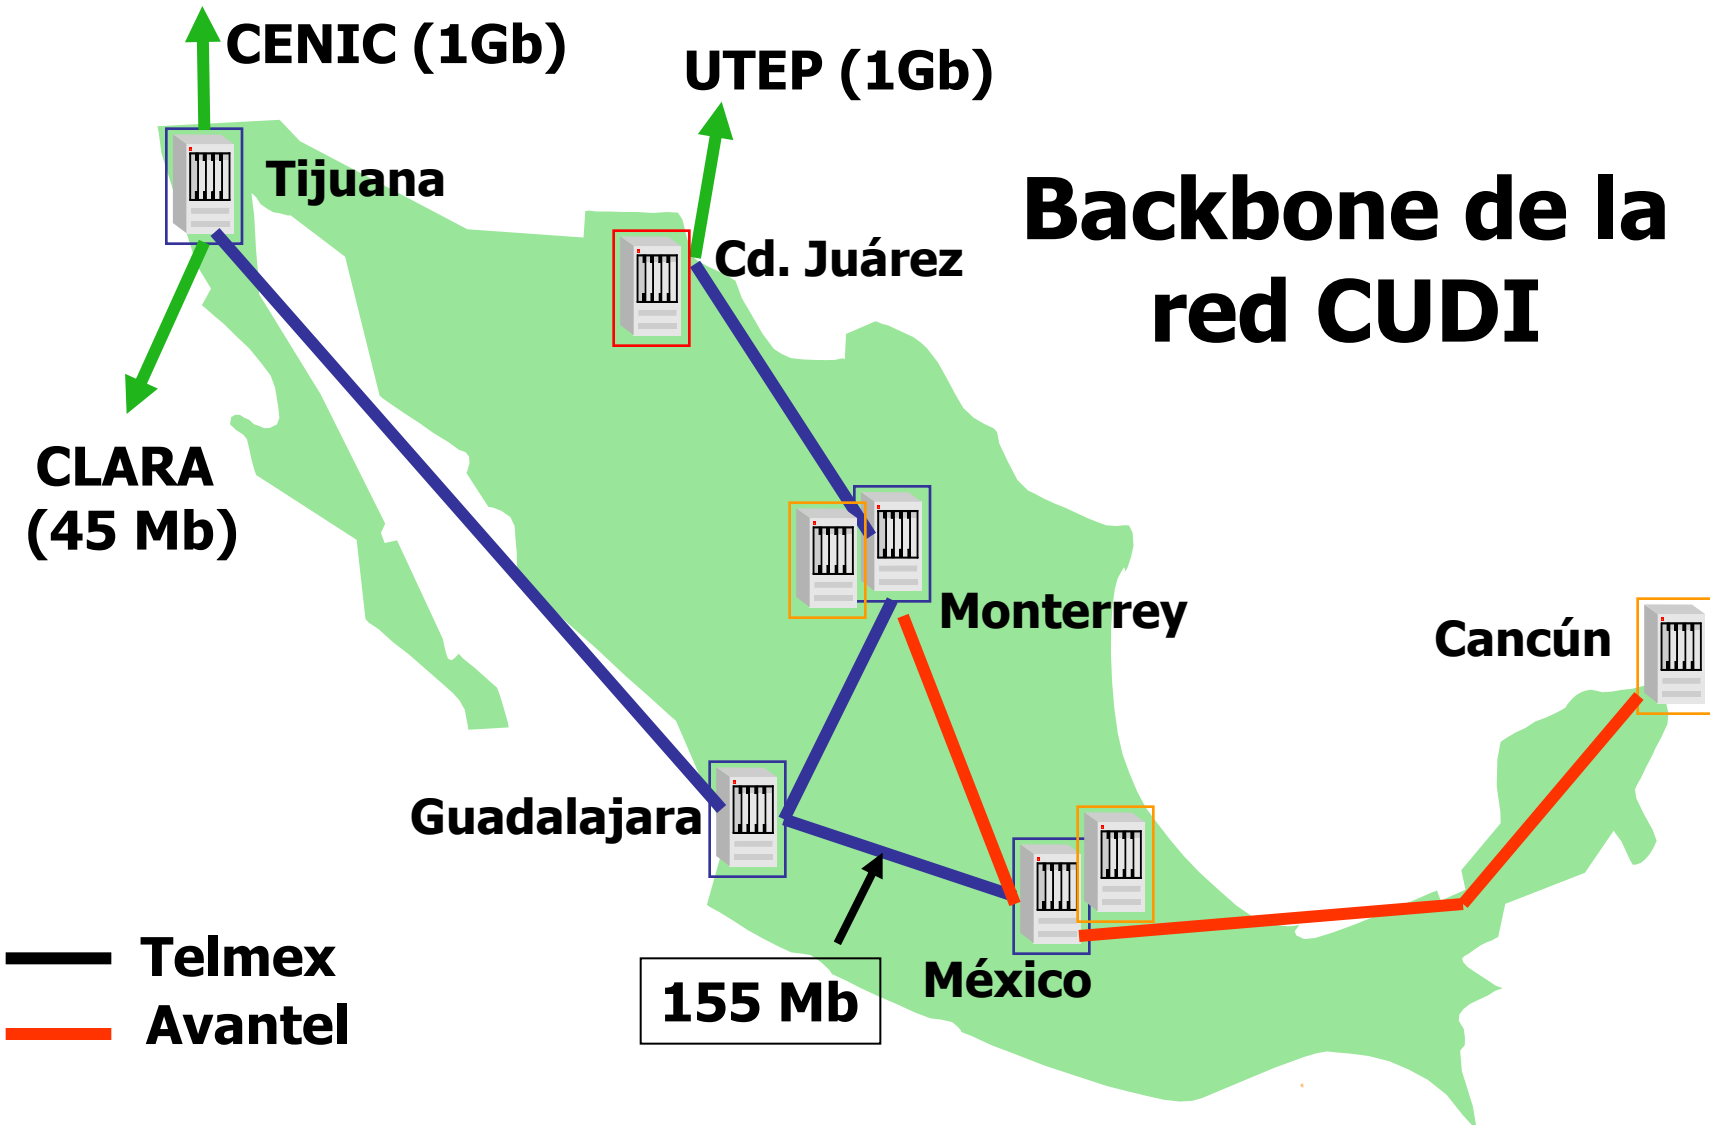 CENIC (1Gb)
UTEP (1Gb)
Tijuana
Backbone de la
red CUDI
Cd. Juárez
CLARA
(45 Mb)
Monterrey
Cancún
Guadalajara
México
155 Mb
Telmex
Avantel